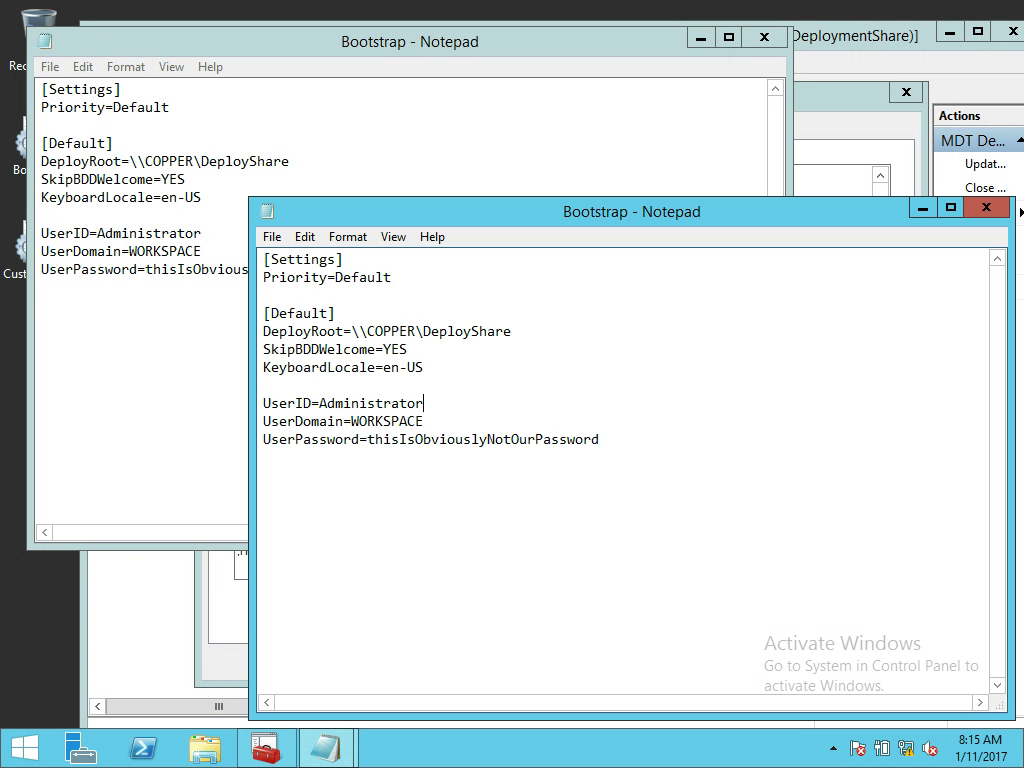 Bootstrap - Notepad
DeploymentShare)]
File Edit Format View Help
[Settings]
Priority=Default
[Default]
DeployRoot=\\COPPER\DeployShare
SkipBDDWelcome=YES
KeyboardLocale=en-US
UserID=Administrator
UserDomain=WORKSPACE
UserPassword=thisIsObvious
Actions
MDT De...
Updat...
Close ...
Bootstrap - Notepad
File Edit Format View Help
[Settings]
Priority=Default
[Default]
DeployRoot=\\COPPER\DeployShare
SkipBDDWelcome=YES
KeyboardLocale=en-US
UserID=Administrator
UserDomain=WORKSPACE
UserPassword=thisIsObviouslyNotOurPassword
Rec
Bo
Cust
Activate Windows
Go to System in Control Panel to
activate Windows.
8:15 AM
1/11/2017